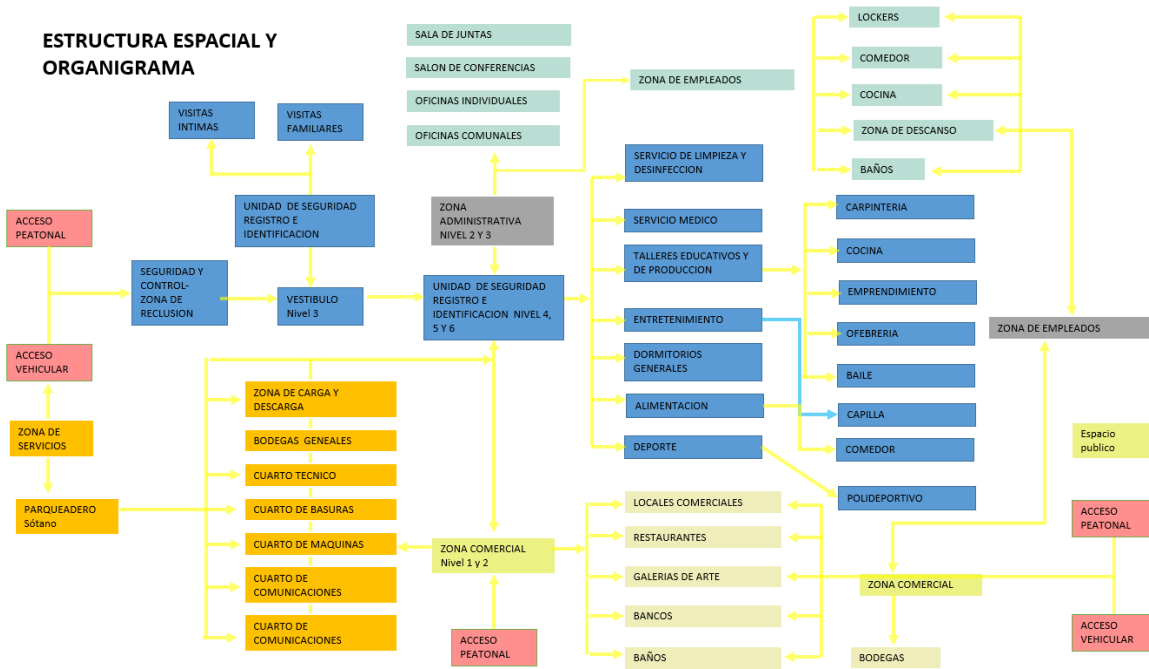 ESTRUCTURA ESPACIAL Y
ORGANIGRAMA
SALA DE JUNTAS
SALON DE CONFERENCIAS
OFICINAS INDIVIDUALES
OFICINAS COMUNALES
ZONA DE EMPLEADOS
LOCKERS
COMEDOR
COCINA
ZONA DE DESCANSO
BAÑOS
VISITAS
INTIMAS
VISITAS
FAMILIARES
UNIDAD DE SEGURIDAD
REGISTRO E
IDENTIFICACION
ZONA
ADMINISTRATIVA
NIVEL 2 Y 3
ACCESO
PEATONAL
SEGURIDAD Y
CONTROL-
ZONA DE
RECLUSION
VESTIBULO
Nivel 3
UNIDAD DE SEGURIDAD
REGISTRO E
IDENTIFICACION NIVEL 4,
5 Y 6
ACCESO
VEHICULAR
SERVICIO DE LIMPIEZA Y
DESINFECCION
SERVICIO MEDICO
TALLERES EDUCATIVOS Y
DE PRODUCCION
ENTRETENIMIENTO
DORMITORIOS
GENERALES
ALIMENTACION
DEPORTE
CARPINTERIA
COCINA
EMPRENDIMIENTO
OFEBRERIA
BAILE
CAPILLA
COMEDOR
POLIDEPORTIVO
ZONA DE EMPLEADOS
Espacio
publico
ZONA DE
SERVICIOS
PARQUEADERO
Sótano
ZONA DE CARGA Y
DESCARGA
BODEGAS GENEALES
CUARTO TECNICO
CUARTO DE BASURAS
CUARTO DE MAQUINAS
CUARTO DE
COMUNICACIONES
CUARTO DE
COMUNICACIONES
ZONA COMERCIAL
Nivel 1 y 2
ACCESO
PEATONAL
LOCALES COMERCIALES
RESTAURANTES
GALERIAS DE ARTE
BANCOS
BAÑOS
ZONA COMERCIAL
BODEGAS
ACCESO
PEATONAL
ACCESO
VEHICULAR